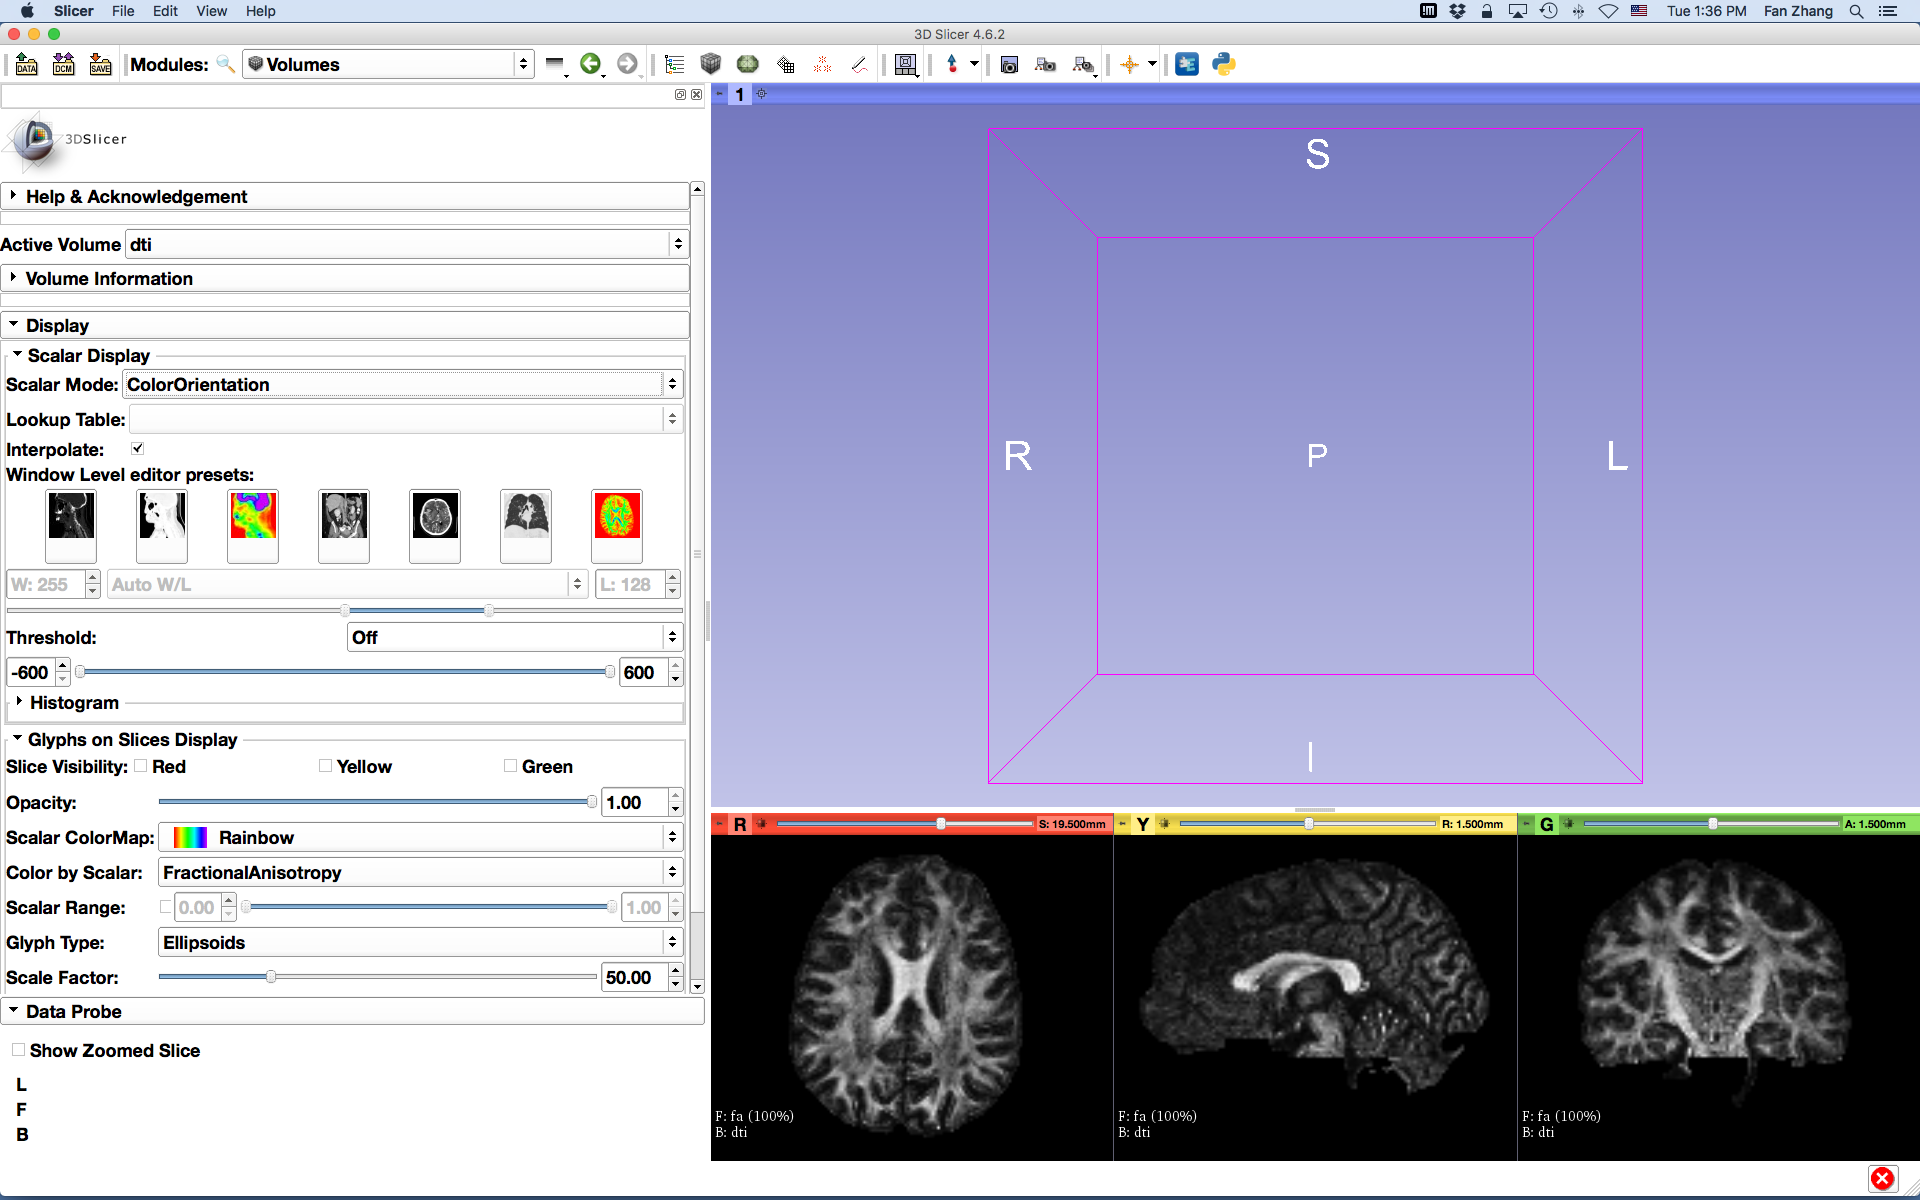 Slicer File Edit View Help Tue 1:36 PM Fan Zhang
3D Slicer 4.6.2
DATA DCM SAVE Modules: Volumes
1
3DSlicer
Help & Acknowledgement
Active Volume dti
Volume Information
Display
Scalar Display
Scalar Mode: ColorOrientation
Lookup Table:
Interpolate:
Window Level editor presets:
W: 255 Auto W/L L: 128
Threshold: Off
-600 600
Histogram
Glyphs on Slices Display
Slice Visibility: Red Yellow Green
Opacity: 1.00
Scalar ColorMap: Rainbow
Color by Scalar: FractionalAnisotropy
Scalar Range: 0.00 1.00
Glyph Type: Ellipsoids
Scale Factor: 50.00
Data Probe
Show Zoomed Slice
L
F
B
S
R P L
I
R S: 19.500mm
Y R: 1.500mm
G A: 1.500mm
F: fa (100%)
B: dti
F: fa (100%)
B: dti
F: fa (100%)
B: dti